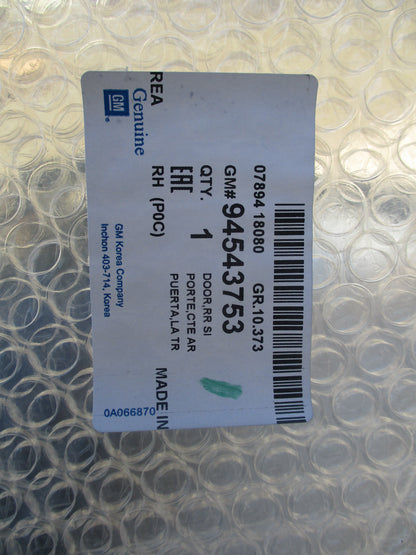 07894 18080 GR.10.373
GM# 94543753
QTY. 1 DOOR,RR SI
PORTE,CTE AR
PUERTA,LA TR
EAC
RH (P0C)
REA MADE IN
GM Genuine
GM Korea Company
Inchon 403-714, Korea
0A066870